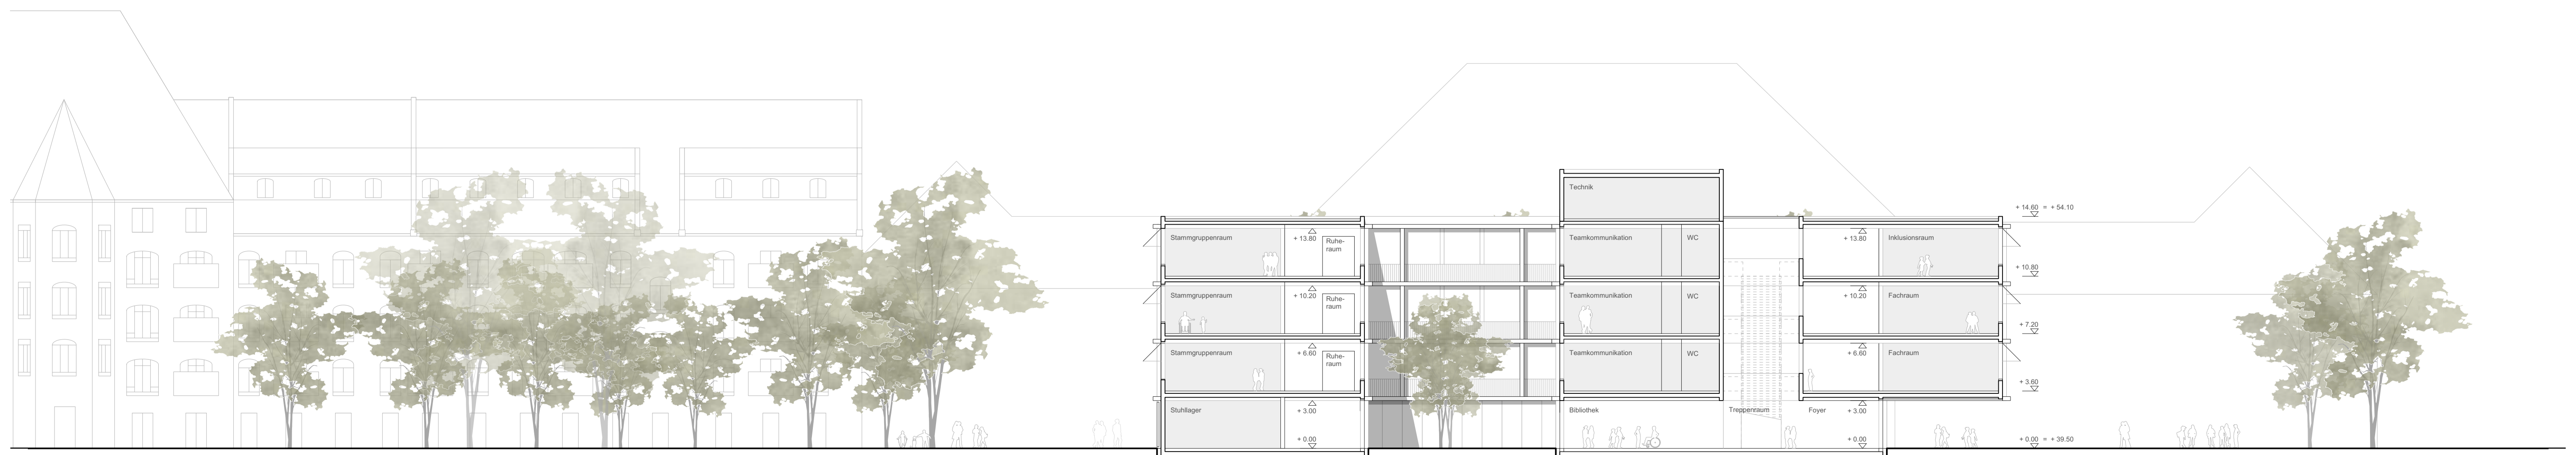 Technik
+ 14.60 = + 54.10
Stammgruppenraum
+ 13.80
Ruhe-
raum
Teamkommunikation
WC
+ 13.80
Inklusionsraum
+ 10.80
Stammgruppenraum
+ 10.20
Ruhe-
raum
Teamkommunikation
WC
+ 10.20
Fachraum
+ 7.20
Stammgruppenraum
+ 6.60
Ruhe-
raum
Teamkommunikation
WC
+ 6.60
Fachraum
+ 3.60
Stuhllager
+ 3.00
Bibliothek
Treppenraum
Foyer
+ 3.00
+ 0.00
+ 0.00
+ 0.00 = + 39.50